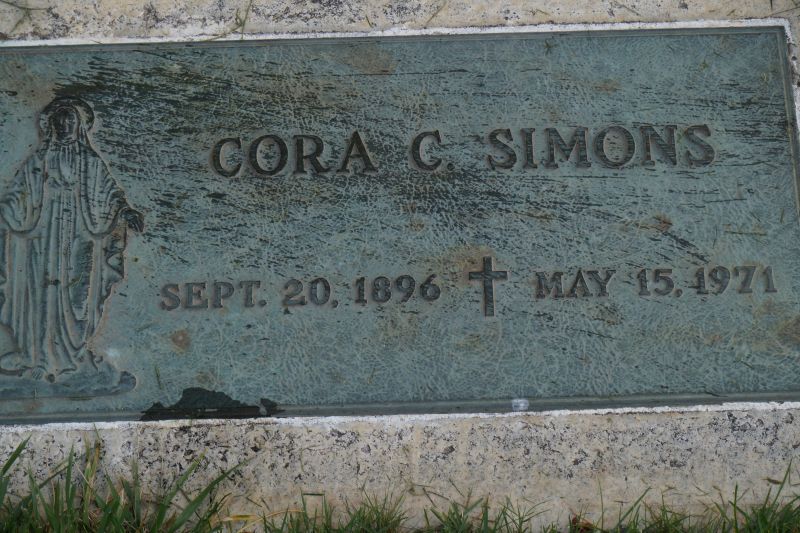 CORA C. SIMONS
SEPT. 20, 1896 MAY 15, 1971